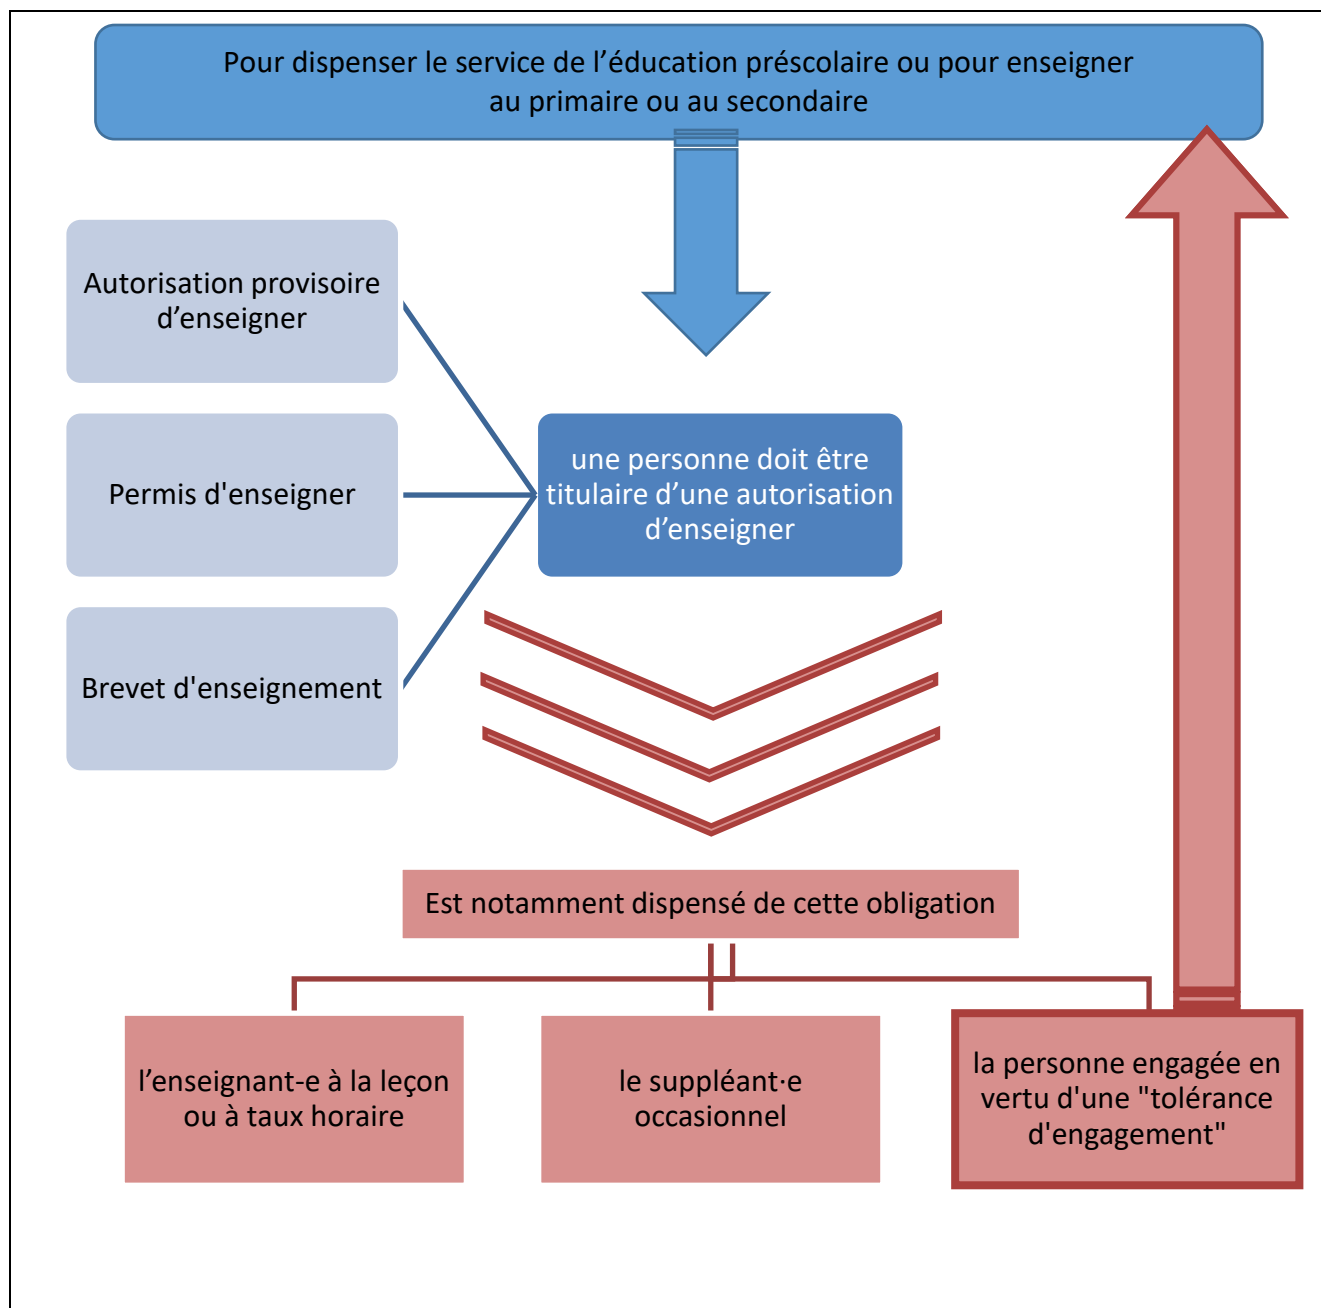 Pour dispenser le service de l’éducation préscolaire ou pour enseigner
au primaire ou au secondaire
Autorisation provisoire
d’enseigner
Permis d'enseigner
Brevet d'enseignement
une personne doit être
titulaire d’une autorisation
d’enseigner
Est notamment dispensé de cette obligation
l’enseignant-e à la leçon
ou à taux horaire
le suppléant·e
occasionnel
la personne engagée en
vertu d'une "tolérance
d'engagement"